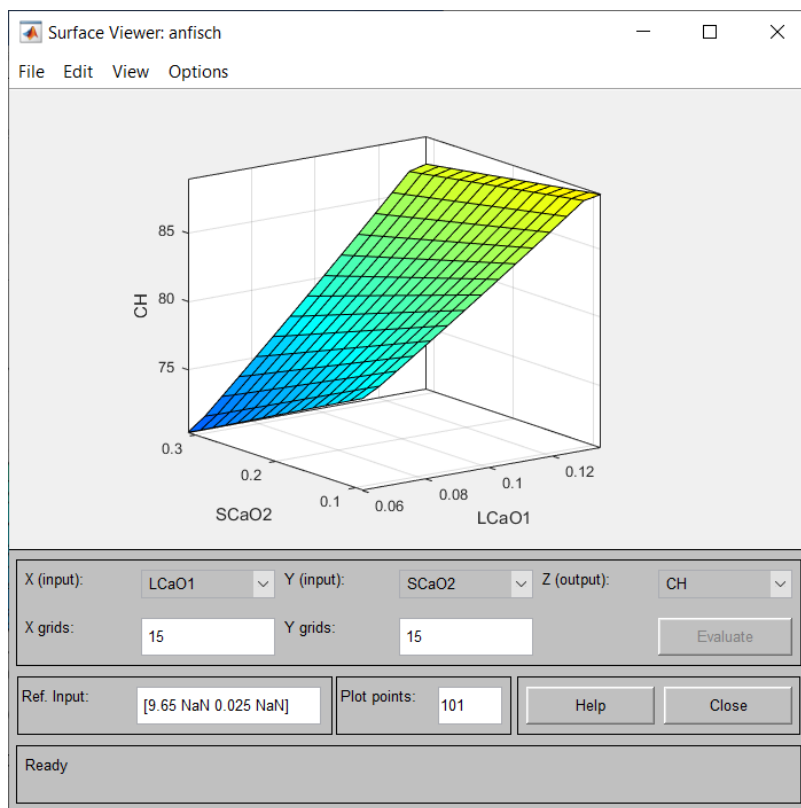 Surface Viewer: anfisch
File Edit View Options
85
80
75
CH
0.3
0.2
0.1
SCaO2
0.06
0.08
0.1
0.12
LCaO1
X (input): LCaO1 Y (input): SCaO2 Z (output): CH
X grids: 15 Y grids: 15 Evaluate
Ref. Input: [9.65 NaN 0.025 NaN] Plot points: 101 Help Close
Ready